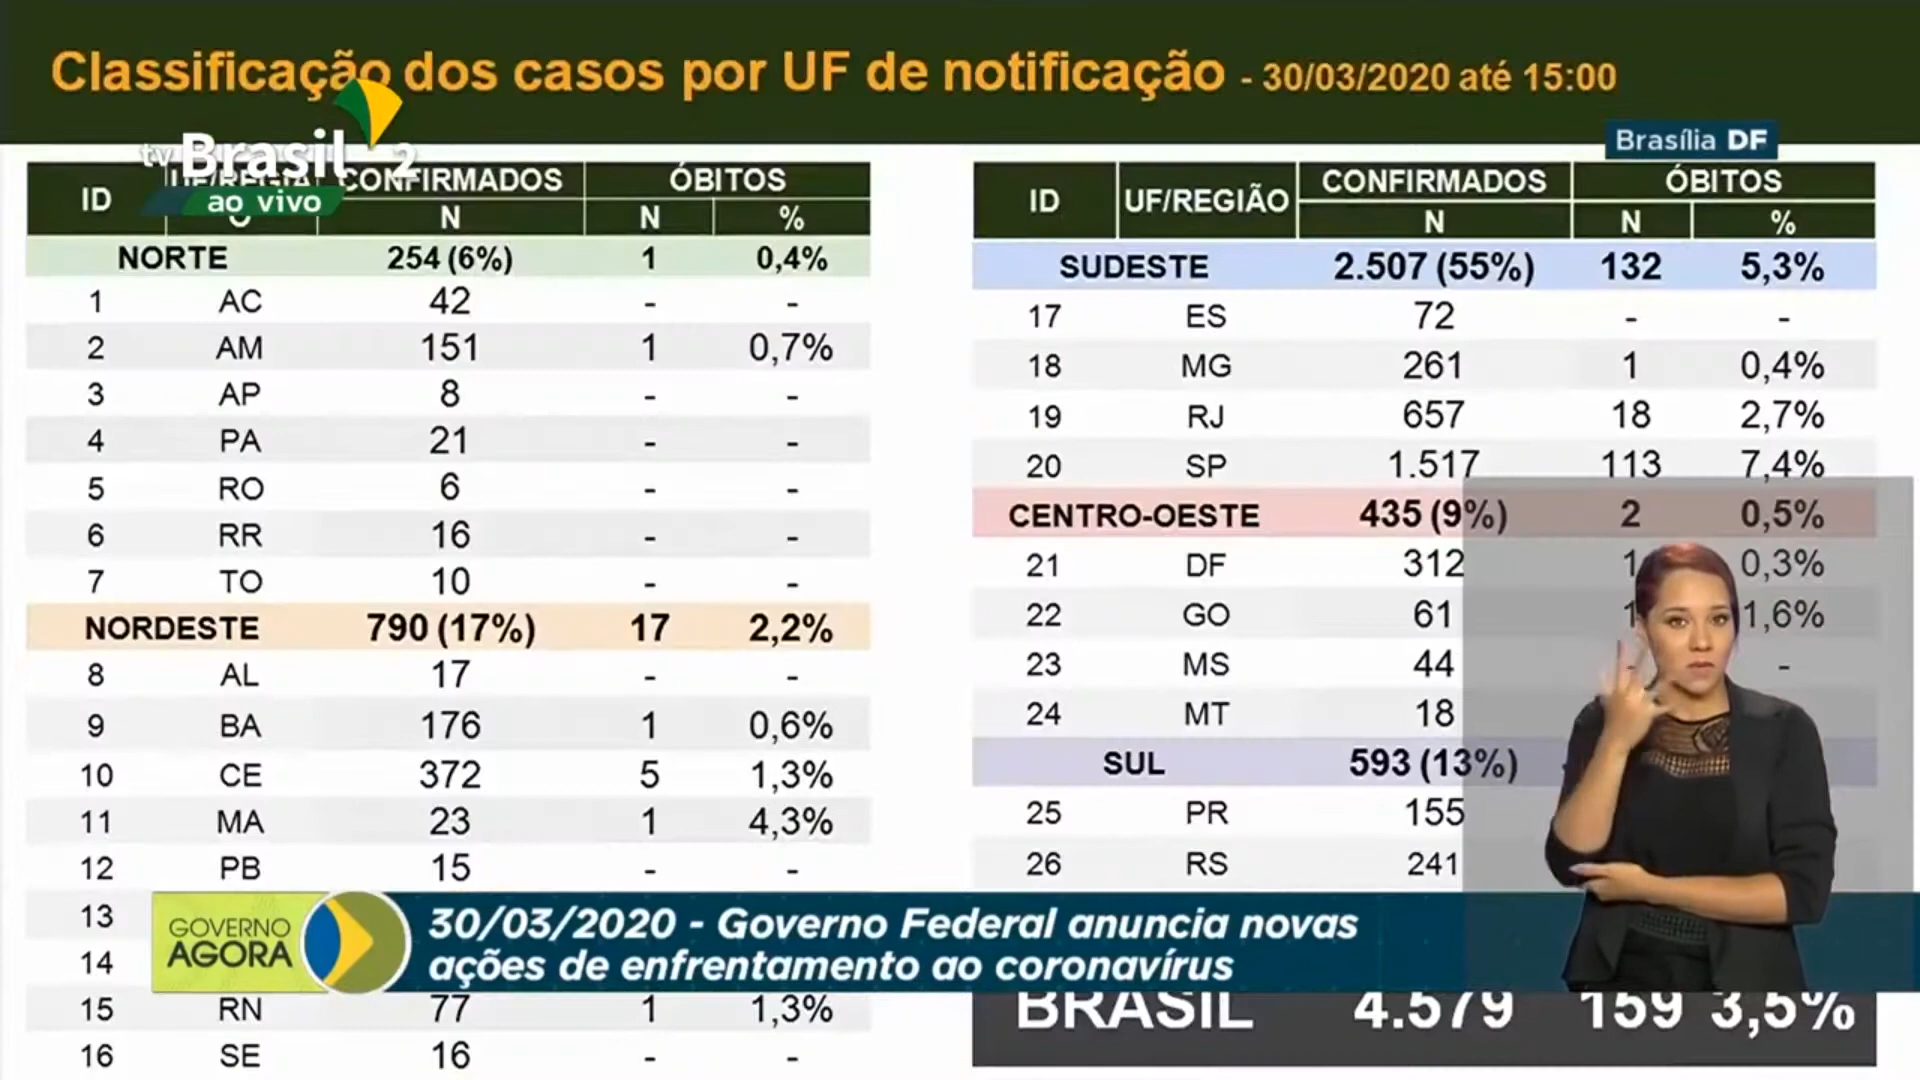 Classificação dos casos por UF de notificação - 30/03/2020 até 15:00
tv Brasil 2
ao vivo
Brasília DF
ID UF/REGIÃO CONFIRMADOS ÓBITOS
N N %
NORTE 254 (6%) 1 0,4%
1 AC 42 - -
2 AM 151 1 0,7%
3 AP 8 - -
4 PA 21 - -
5 RO 6 - -
6 RR 16 - -
7 TO 10 - -
NORDESTE 790 (17%) 17 2,2%
8 AL 17 - -
9 BA 176 1 0,6%
10 CE 372 5 1,3%
11 MA 23 1 4,3%
12 PB 15 - -
13
14
15 RN 77 1 1,3%
16 SE 16 - -
ID UF/REGIÃO CONFIRMADOS ÓBITOS
N N %
SUDESTE 2.507 (55%) 132 5,3%
17 ES 72 - -
18 MG 261 1 0,4%
19 RJ 657 18 2,7%
20 SP 1.517 113 7,4%
CENTRO-OESTE 435 (9%) 2 0,5%
21 DF 312 1 0,3%
22 GO 61 1 1,6%
23 MS 44 - -
24 MT 18
SUL 593 (13%)
25 PR 155
26 RS 241
BRASIL 4.579 159 3,5%
GOVERNO
AGORA
30/03/2020 - Governo Federal anuncia novas
ações de enfrentamento ao coronavírus